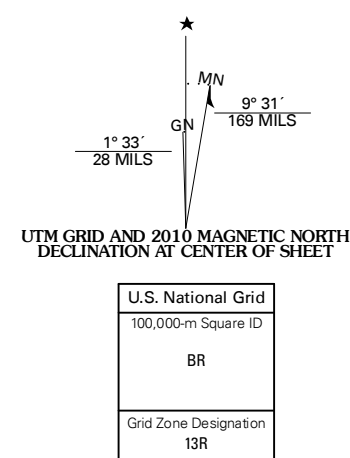 MN
GN
9° 31´
169 MILS
1° 33´
28 MILS
UTM GRID AND 2010 MAGNETIC NORTH
DECLINATION AT CENTER OF SHEET
U.S. National Grid
100,000-m Square ID
BR
Grid Zone Designation
13R